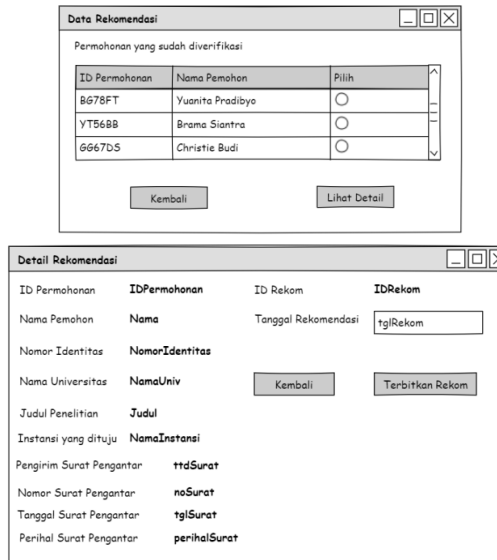 Data Rekomendasi
Permohonan yang sudah diverifikasi
ID Permohonan Nama Pemohon Pilih
BG78FT Yuanita Pradibyo
YT56BB Brama Siantra
GG67DS Christie Budi
Kembali Lihat Detail
Detail Rekomendasi
ID Permohonan IDPermohonan ID Rekom IDRekom
Nama Pemohon Nama Tanggal Rekomendasi tglRekom
Nomor Identitas NomorIdentitas
Nama Universitas NamaUniv Kembali Terbitkan Rekom
Judul Penelitian Judul
Instansi yang dituju NamaInstansi
Pengirim Surat Pengantar ttdSurat
Nomor Surat Pengantar noSurat
Tanggal Surat Pengantar tglSurat
Perihal Surat Pengantar perihalSurat